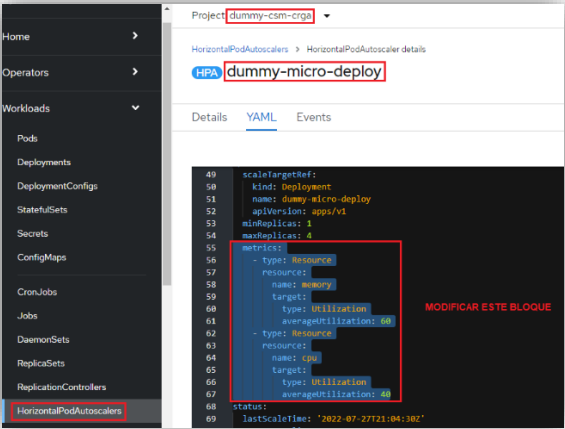 Home
Operators
Workloads
Pods
Deployments
DeploymentConfigs
StatefulSets
Secrets
ConfigMaps
CronJobs
Jobs
DaemonSets
ReplicaSets
ReplicationControllers
HorizontalPodAutoscalers
Project dummy-csm-crga
HorizontalPodAutoscalers > HorizontalPodAutoscaler details
HPA dummy-micro-deploy
Details YAML Events
49 scaleTargetRef:
50 kind: Deployment
51 name: dummy-micro-deploy
52 apiVersion: apps/v1
53 minReplicas: 1
54 maxReplicas: 4
55 metrics:
56 - type: Resource
57 resource:
58 name: memory
59 target:
60 type: Utilization
61 averageUtilization: 60
62 - type: Resource
63 resource:
64 name: cpu
65 target:
66 type: Utilization
67 averageUtilization: 40
68 status:
69 lastScaleTime: '2022-07-27T21:04:30Z'
MODIFICAR ESTE BLOQUE